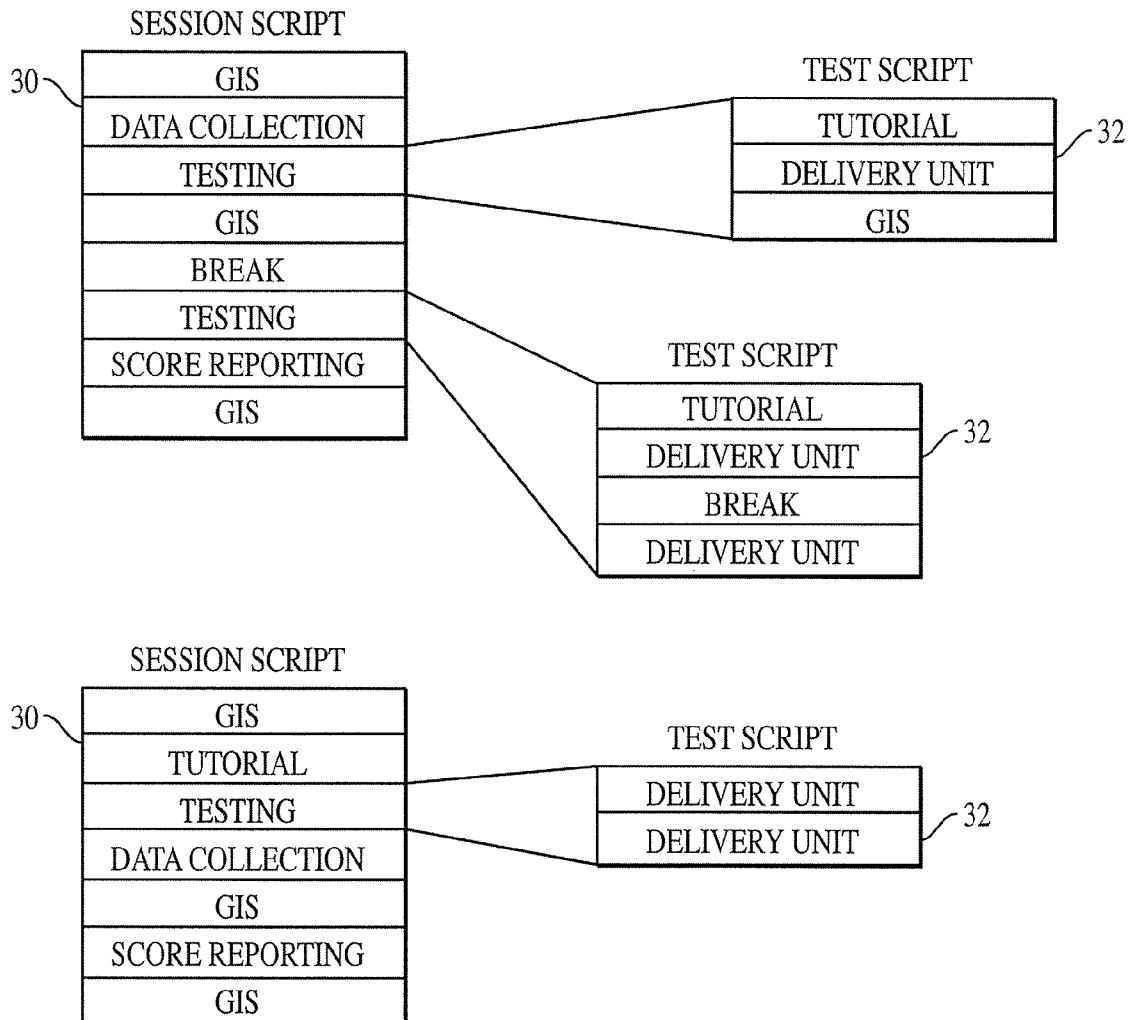 SESSION SCRIPT
30
GIS
DATA COLLECTION
TESTING
GIS
BREAK
TESTING
SCORE REPORTING
GIS
TEST SCRIPT
32
TUTORIAL
DELIVERY UNIT
GIS
TEST SCRIPT
32
TUTORIAL
DELIVERY UNIT
BREAK
DELIVERY UNIT
SESSION SCRIPT
30
GIS
TUTORIAL
TESTING
DATA COLLECTION
GIS
SCORE REPORTING
GIS
TEST SCRIPT
32
DELIVERY UNIT
DELIVERY UNIT